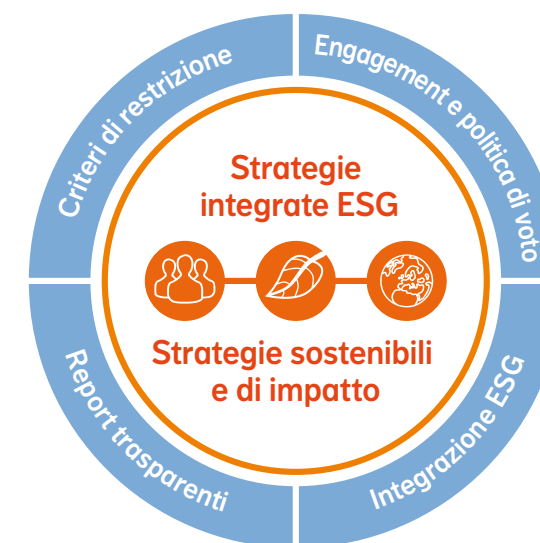 Criteri di restrizione
Engagement e politica di voto
Strategie
integrate ESG
Strategie sostenibili
e di impatto
Report trasparenti
Integrazione ESG